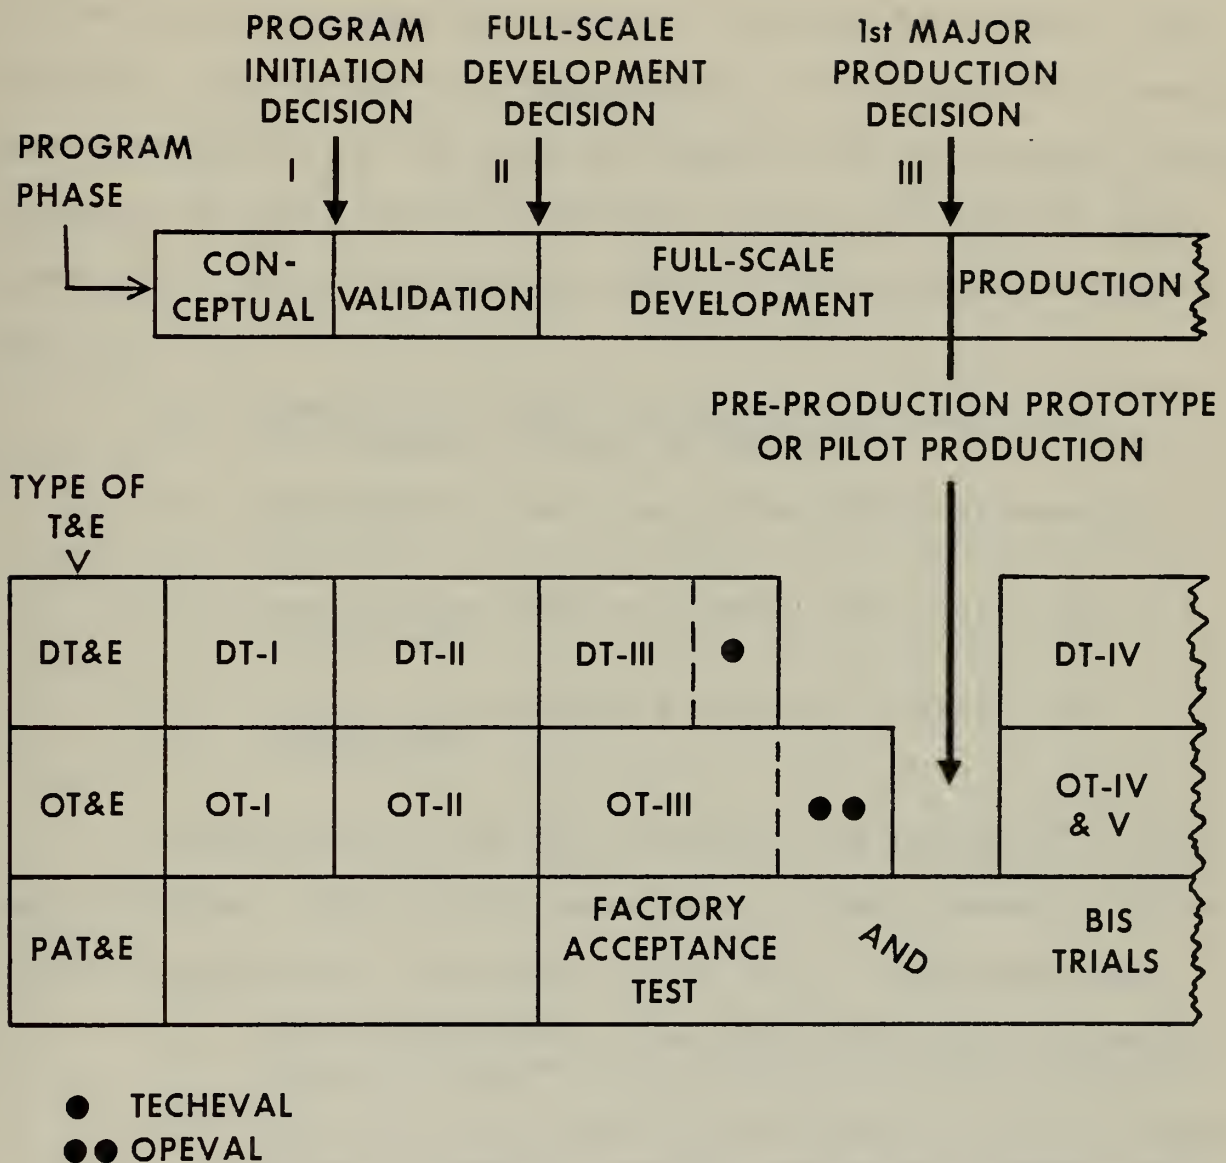 PROGRAM
INITIATION
DECISION
FULL-SCALE
DEVELOPMENT
DECISION
1st MAJOR
PRODUCTION
DECISION
PROGRAM
PHASE
I
II
III
CON-
CEPTUAL
VALIDATION
FULL-SCALE
DEVELOPMENT
PRODUCTION
PRE-PRODUCTION PROTOTYPE
OR PILOT PRODUCTION
TYPE OF
T&E
DT&E
DT-I
DT-II
DT-III
DT-IV
OT&E
OT-I
OT-II
OT-III
OT-IV
& V
PAT&E
FACTORY
ACCEPTANCE
TEST
AND
BIS
TRIALS
TECHEVAL
OPEVAL